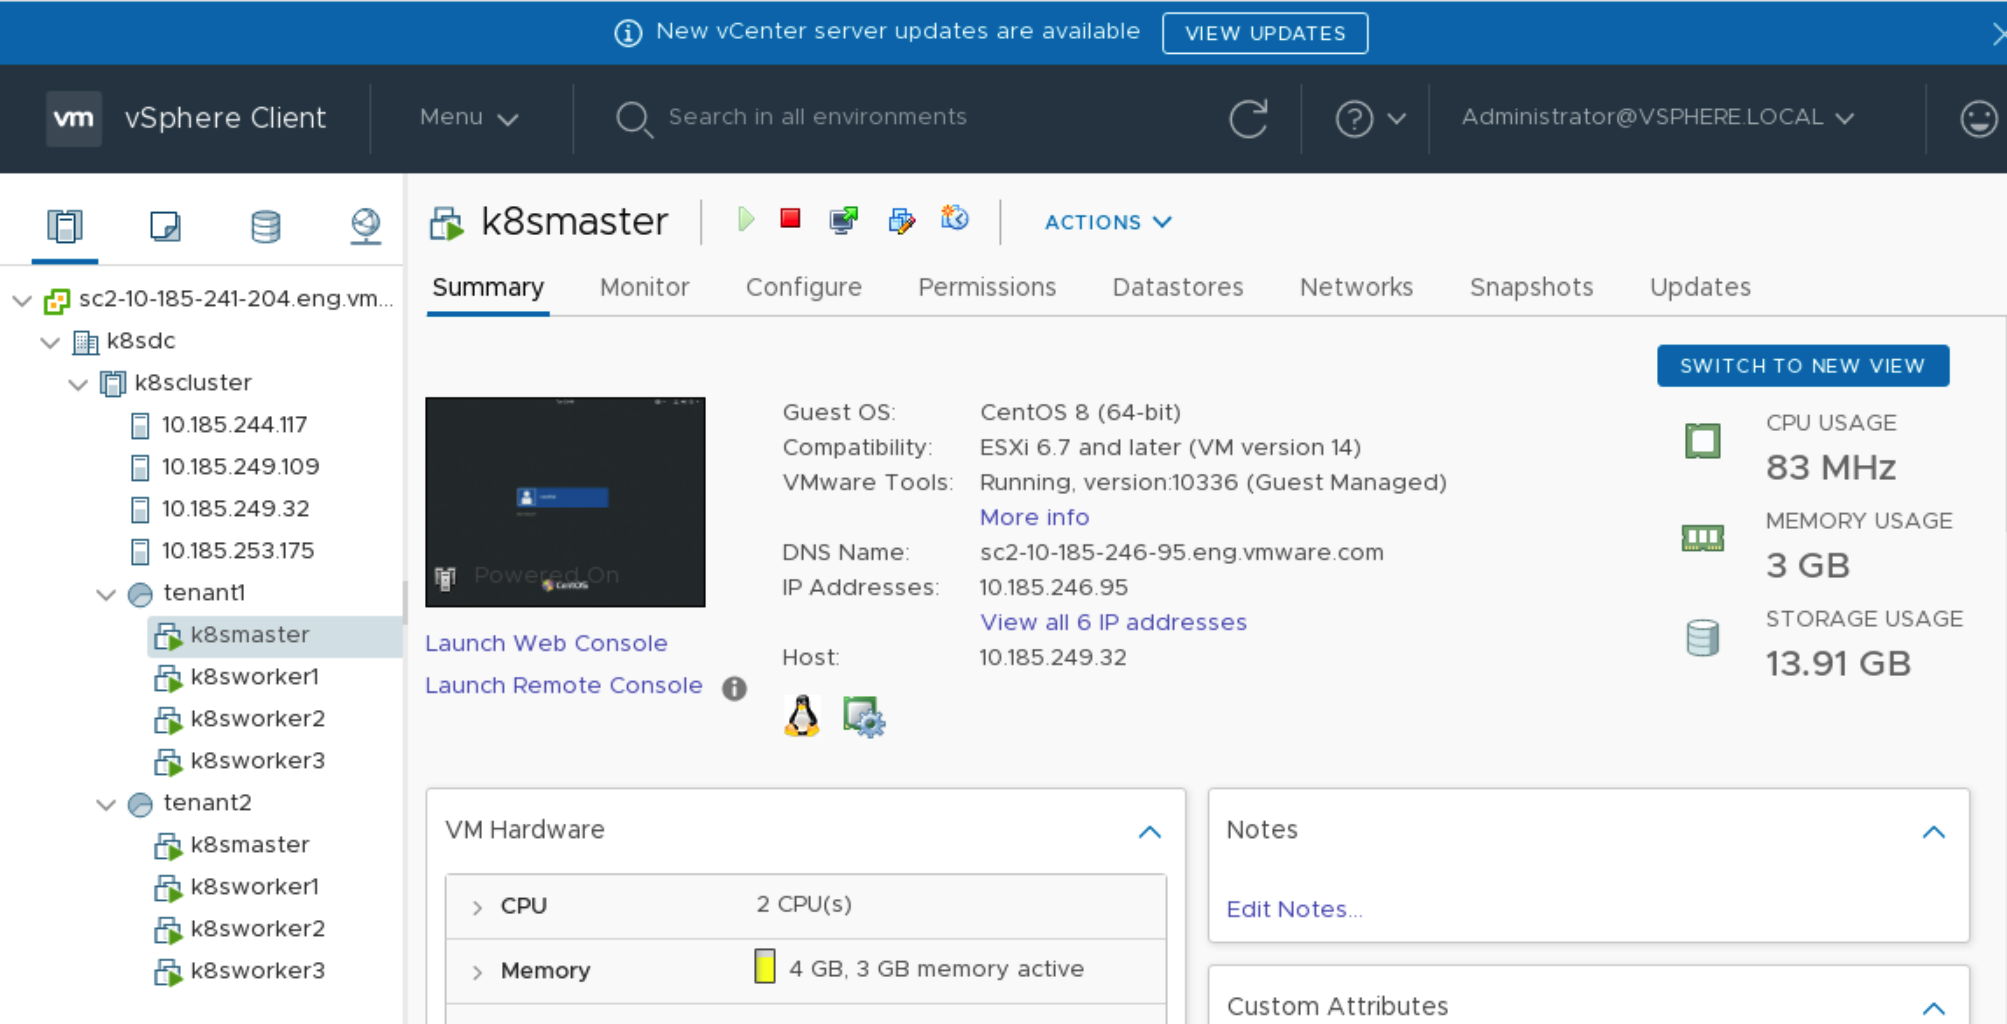 New vCenter server updates are available VIEW UPDATES
vm vSphere Client Menu Search in all environments Administrator@VSPHERE.LOCAL
k8smaster ACTIONS
Summary Monitor Configure Permissions Datastores Networks Snapshots Updates
sc2-10-185-241-204.eng.vm...
k8sdc
k8scluster
10.185.244.117
10.185.249.109
10.185.249.32
10.185.253.175
tenant1
k8smaster
k8sworker1
k8sworker2
k8sworker3
tenant2
k8smaster
k8sworker1
k8sworker2
k8sworker3
SWITCH TO NEW VIEW
Powered On
CentOS
Launch Web Console
Launch Remote Console
Guest OS: CentOS 8 (64-bit)
Compatibility: ESXi 6.7 and later (VM version 14)
VMware Tools: Running, version:10336 (Guest Managed)
More info
DNS Name: sc2-10-185-246-95.eng.vmware.com
IP Addresses: 10.185.246.95
View all 6 IP addresses
Host: 10.185.249.32
CPU USAGE
83 MHz
MEMORY USAGE
3 GB
STORAGE USAGE
13.91 GB
VM Hardware
CPU 2 CPU(s)
Memory 4 GB, 3 GB memory active
Notes
Edit Notes...
Custom Attributes